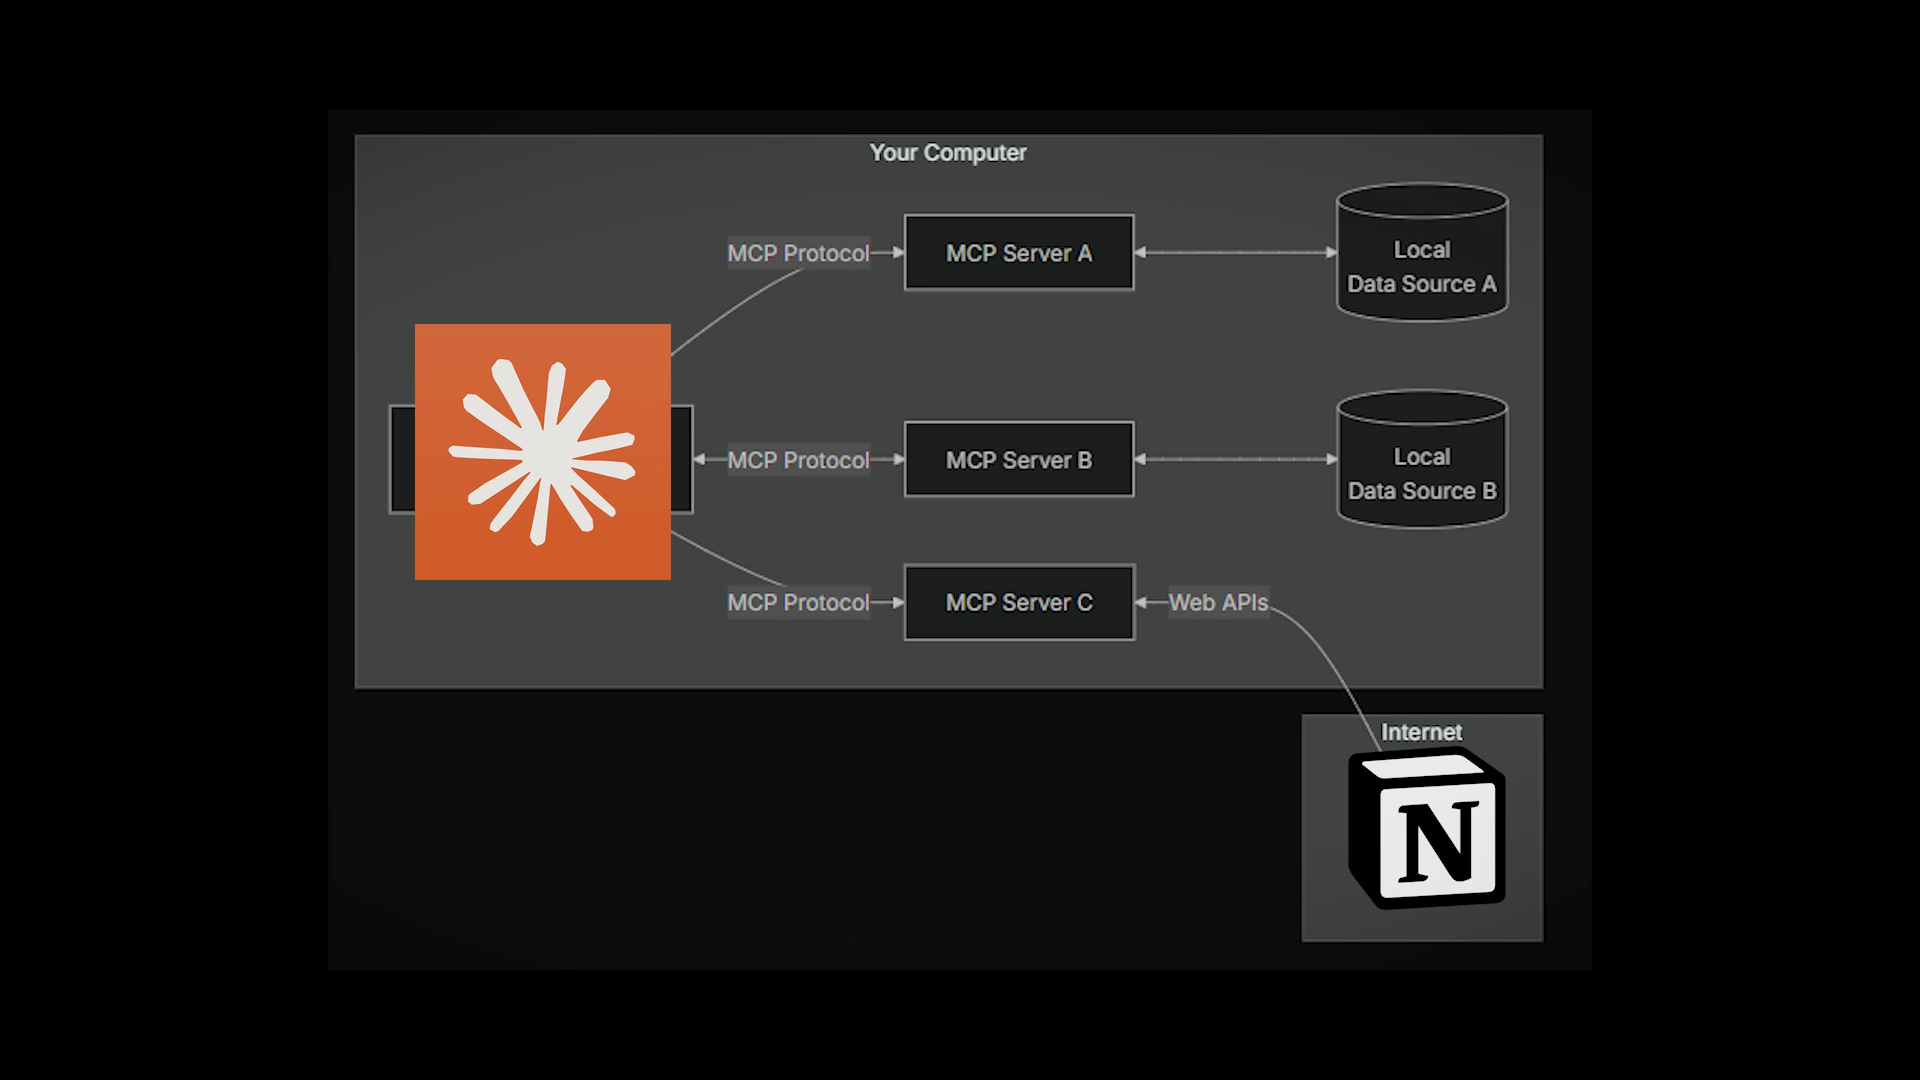 Your Computer
MCP Protocol
MCP Server A
Local
Data Source A
MCP Protocol
MCP Server B
Local
Data Source B
MCP Protocol
MCP Server C
Web APIs
Internet
N